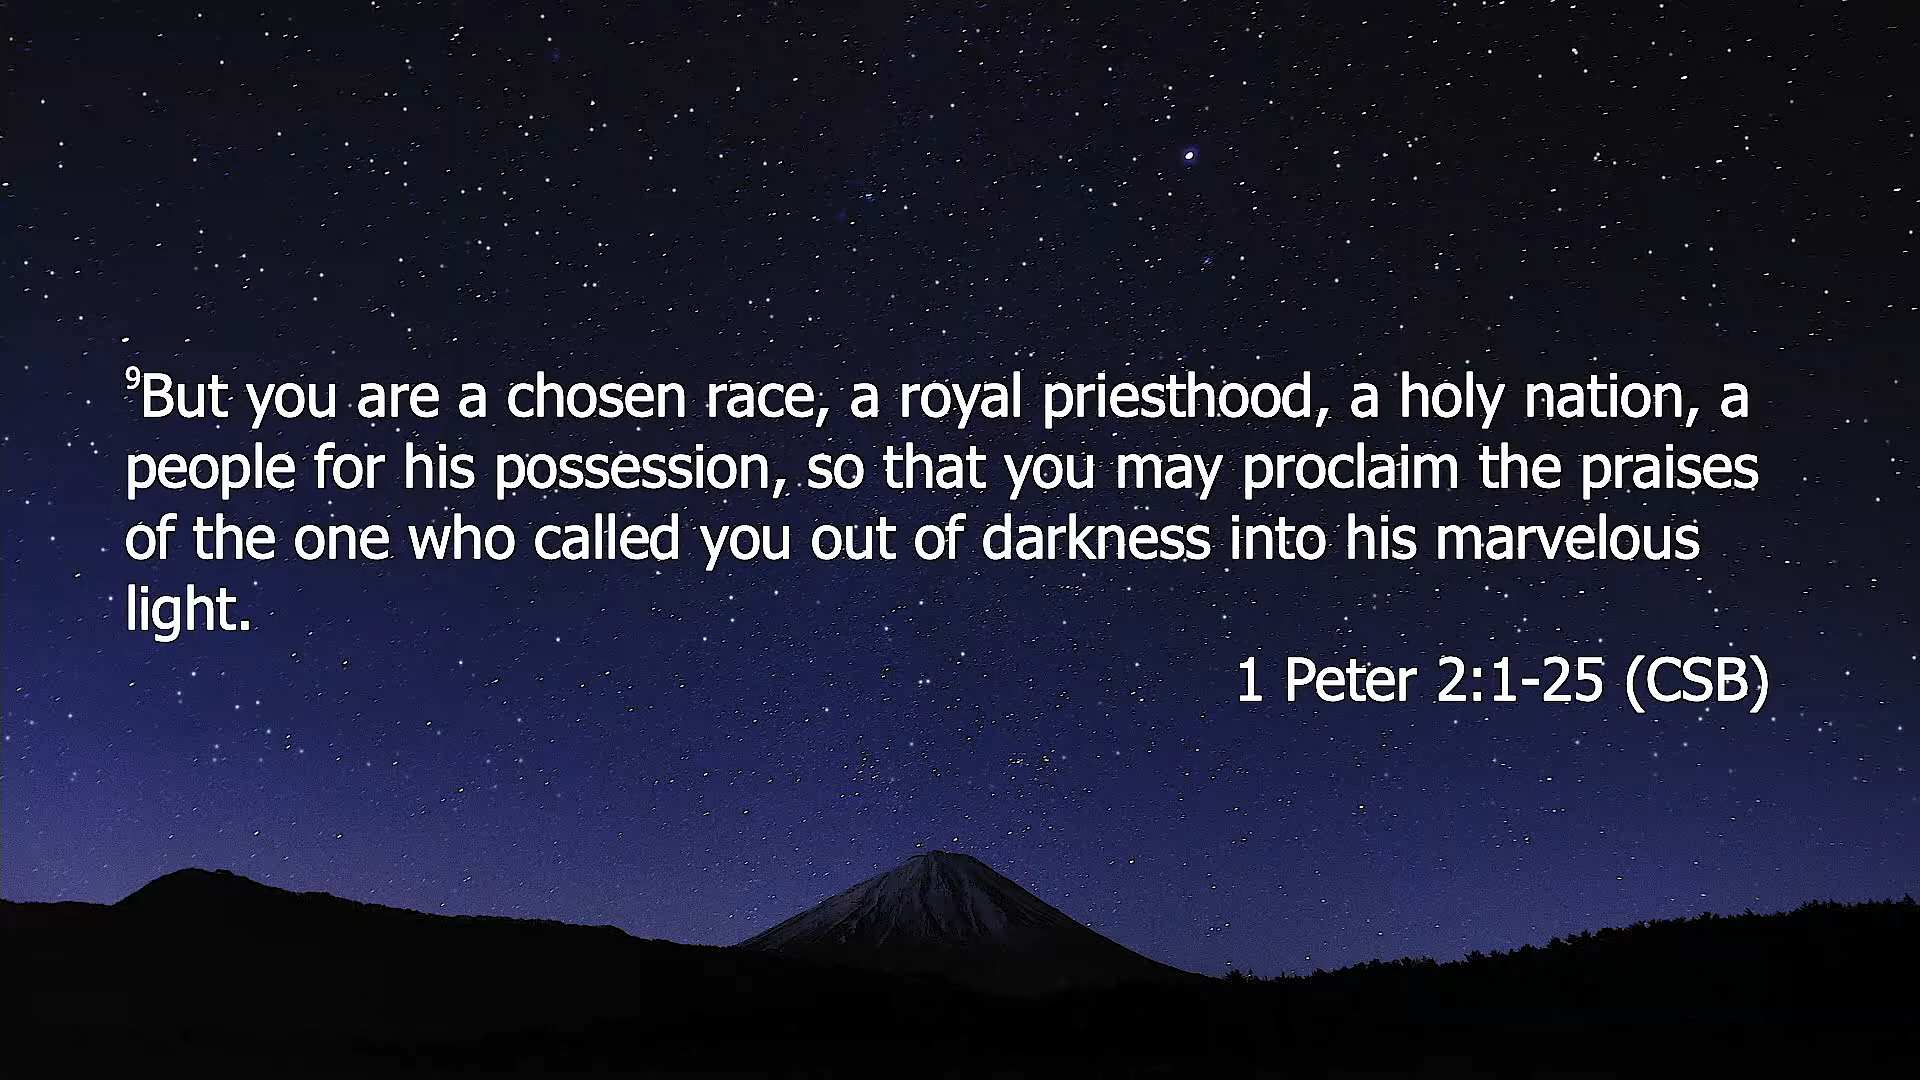 ⁹But you are a chosen race, a royal priesthood, a holy nation, a
people for his possession, so that you may proclaim the praises
of the one who called you out of darkness into his marvelous
light.
1 Peter 2:1-25 (CSB)